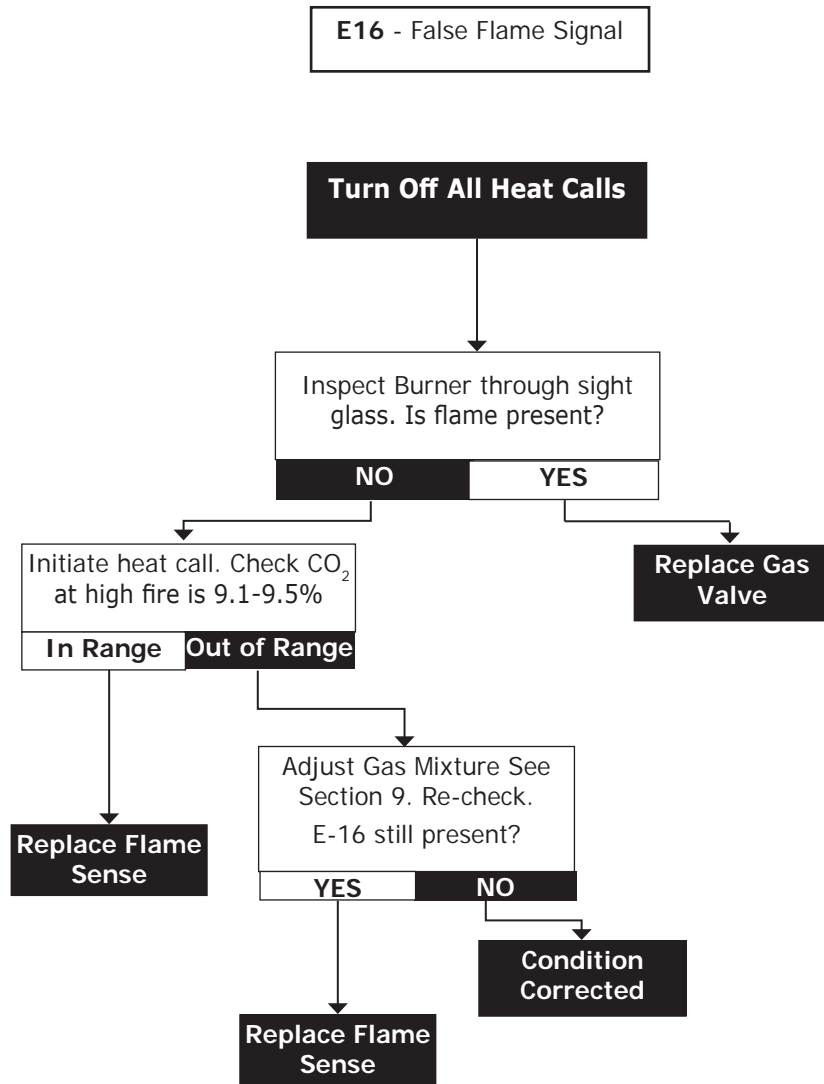 E16 - False Flame Signal
Turn Off All Heat Calls
Inspect Burner through sight
glass. Is flame present?
NO
YES
Initiate heat call. Check CO2
at high fire is 9.1-9.5%
In Range
Out of Range
Replace Gas
Valve
Adjust Gas Mixture See
Section 9. Re-check.
E-16 still present?
YES
NO
Replace Flame
Sense
Condition
Corrected
Replace Flame
Sense